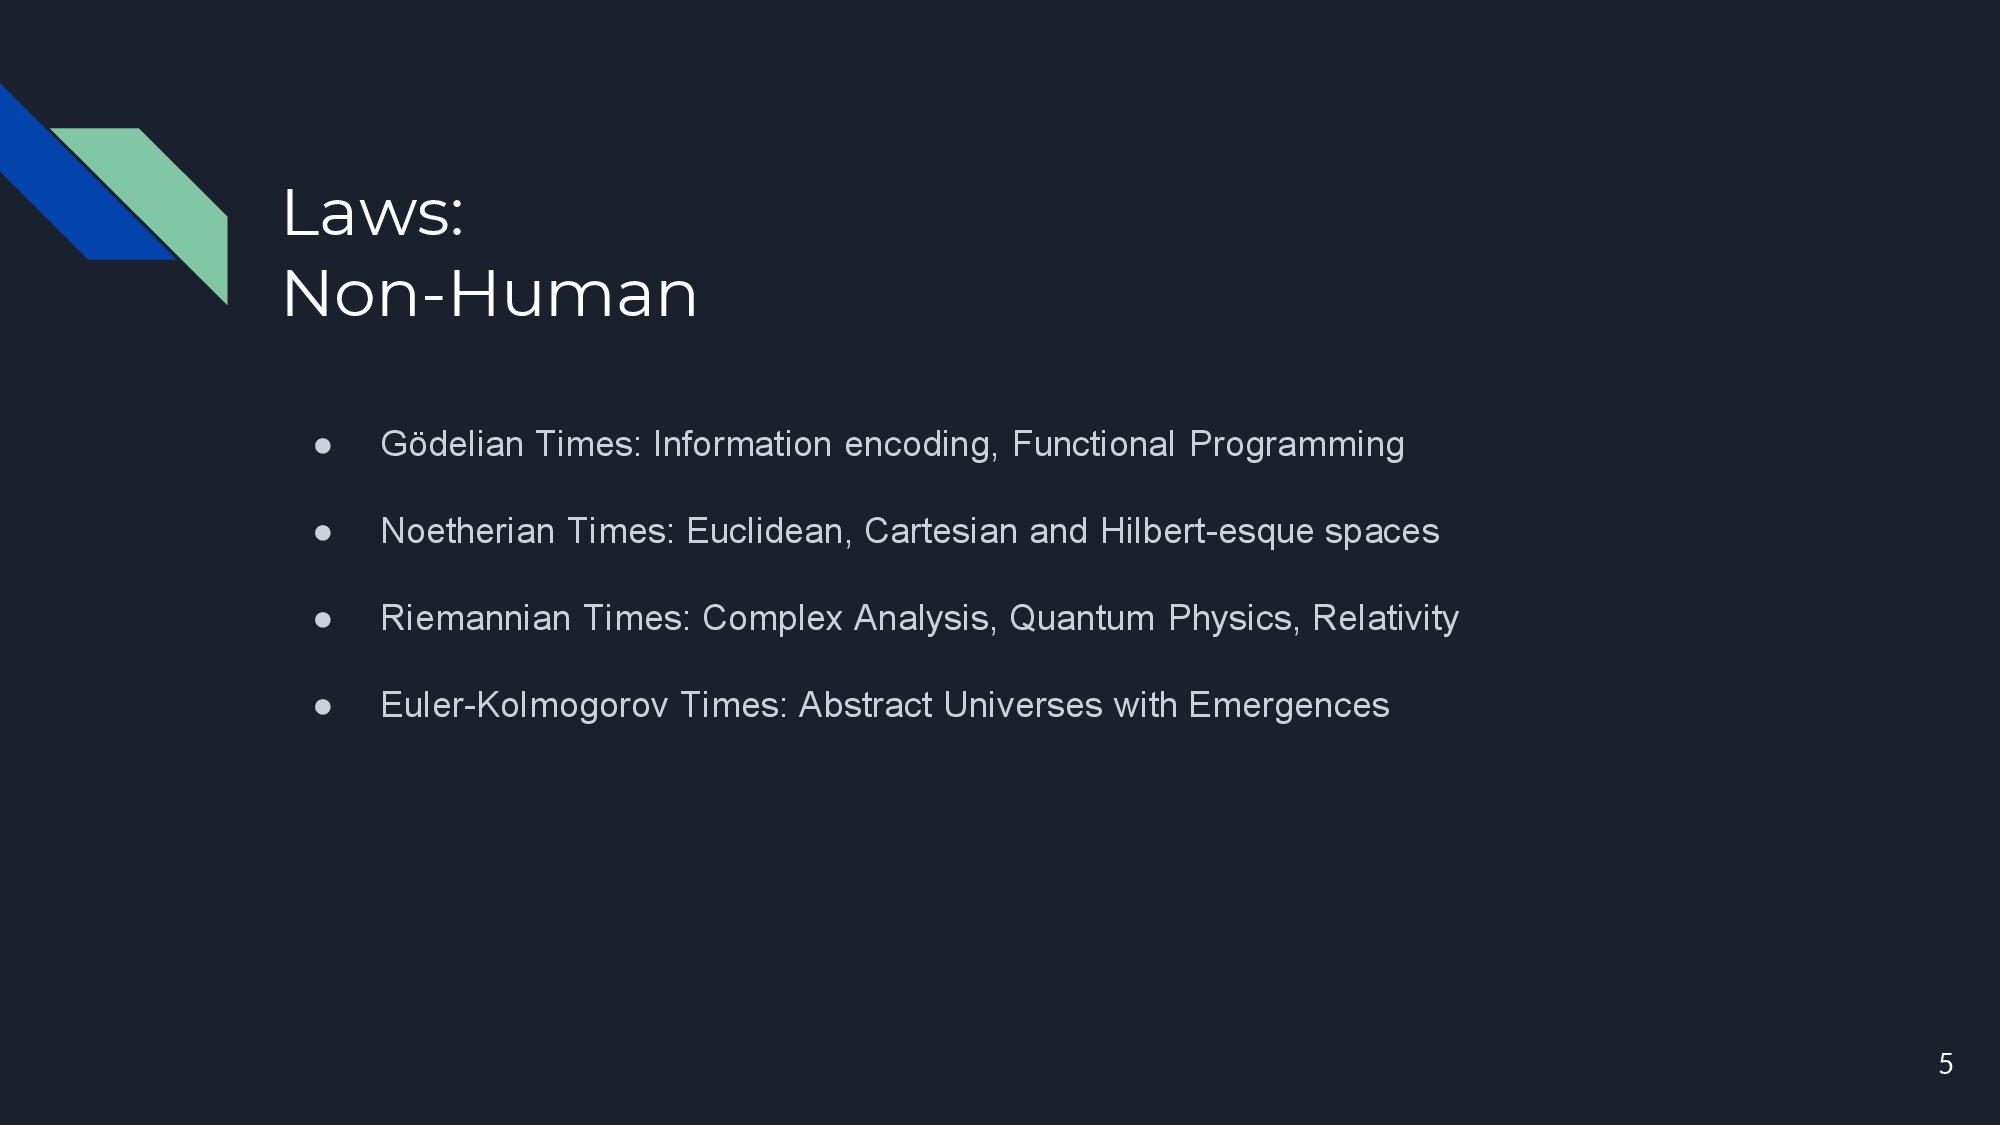 Laws:
Non-Human
● Gödelian Times: Information encoding, Functional Programming
● Noetherian Times: Euclidean, Cartesian and Hilbert-esque spaces
● Riemannian Times: Complex Analysis, Quantum Physics, Relativity
● Euler-Kolmogorov Times: Abstract Universes with Emergences
5